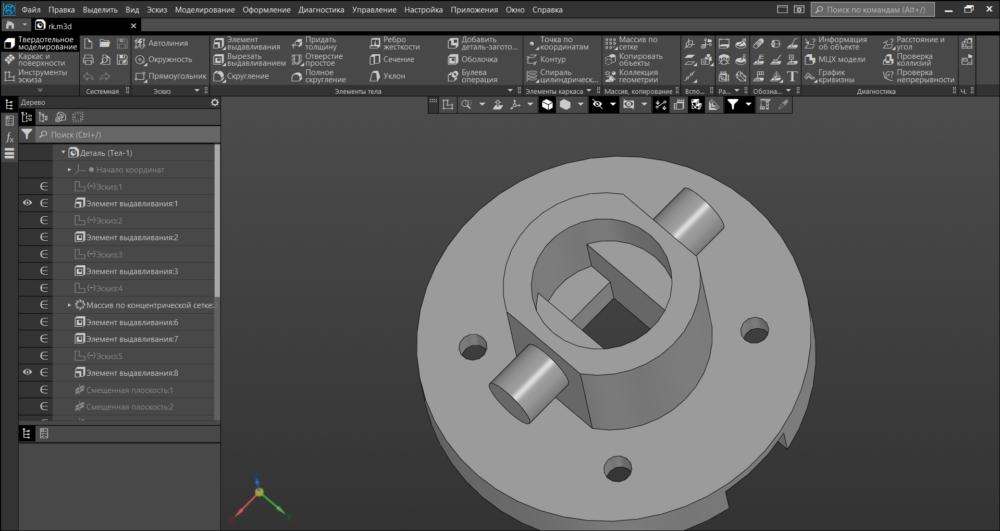 Файл Правка Выделить Вид Эскиз Моделирование Оформление Диагностика Управление Настройка Приложения Окно Справка
Поиск по командам (Alt+/)
rk.m3d
Твердотельное моделирование
Каркас и поверхности
Инструменты эскиза
Системная
Автолиния
Окружность
Прямоугольник
Эскиз
Элемент выдавливания
Вырезать выдавливанием
Скругление
Придать толщину
Отверстие простое
Полное скругление
Ребро жесткости
Сечение
Уклон
Добавить деталь-загото...
Оболочка
Булева операция
Элементы тела
Точка по координатам
Контур
Спираль цилиндрическ...
Элементы каркаса
Массив по сетке
Копировать объекты
Коллекция геометрии
Массив, копирование
Вспо...
Ра...
Обозна...
Информация об объекте
МЦХ модели
График кривизны
Расстояние и угол
Проверка коллизий
Проверка непрерывности
Диагностика
Ч.
Дерево
Поиск (Ctrl+/)
Деталь (Тел-1)
Начало координат
(−)Эскиз:1
Элемент выдавливания:1
(−)Эскиз:2
Элемент выдавливания:2
(−)Эскиз:3
Элемент выдавливания:3
(−)Эскиз:4
Массив по концентрической сетке:2
Элемент выдавливания:6
Элемент выдавливания:7
(−)Эскиз:5
Элемент выдавливания:8
Смещенная плоскость:1
Смещенная плоскость:2
Z
X
Y